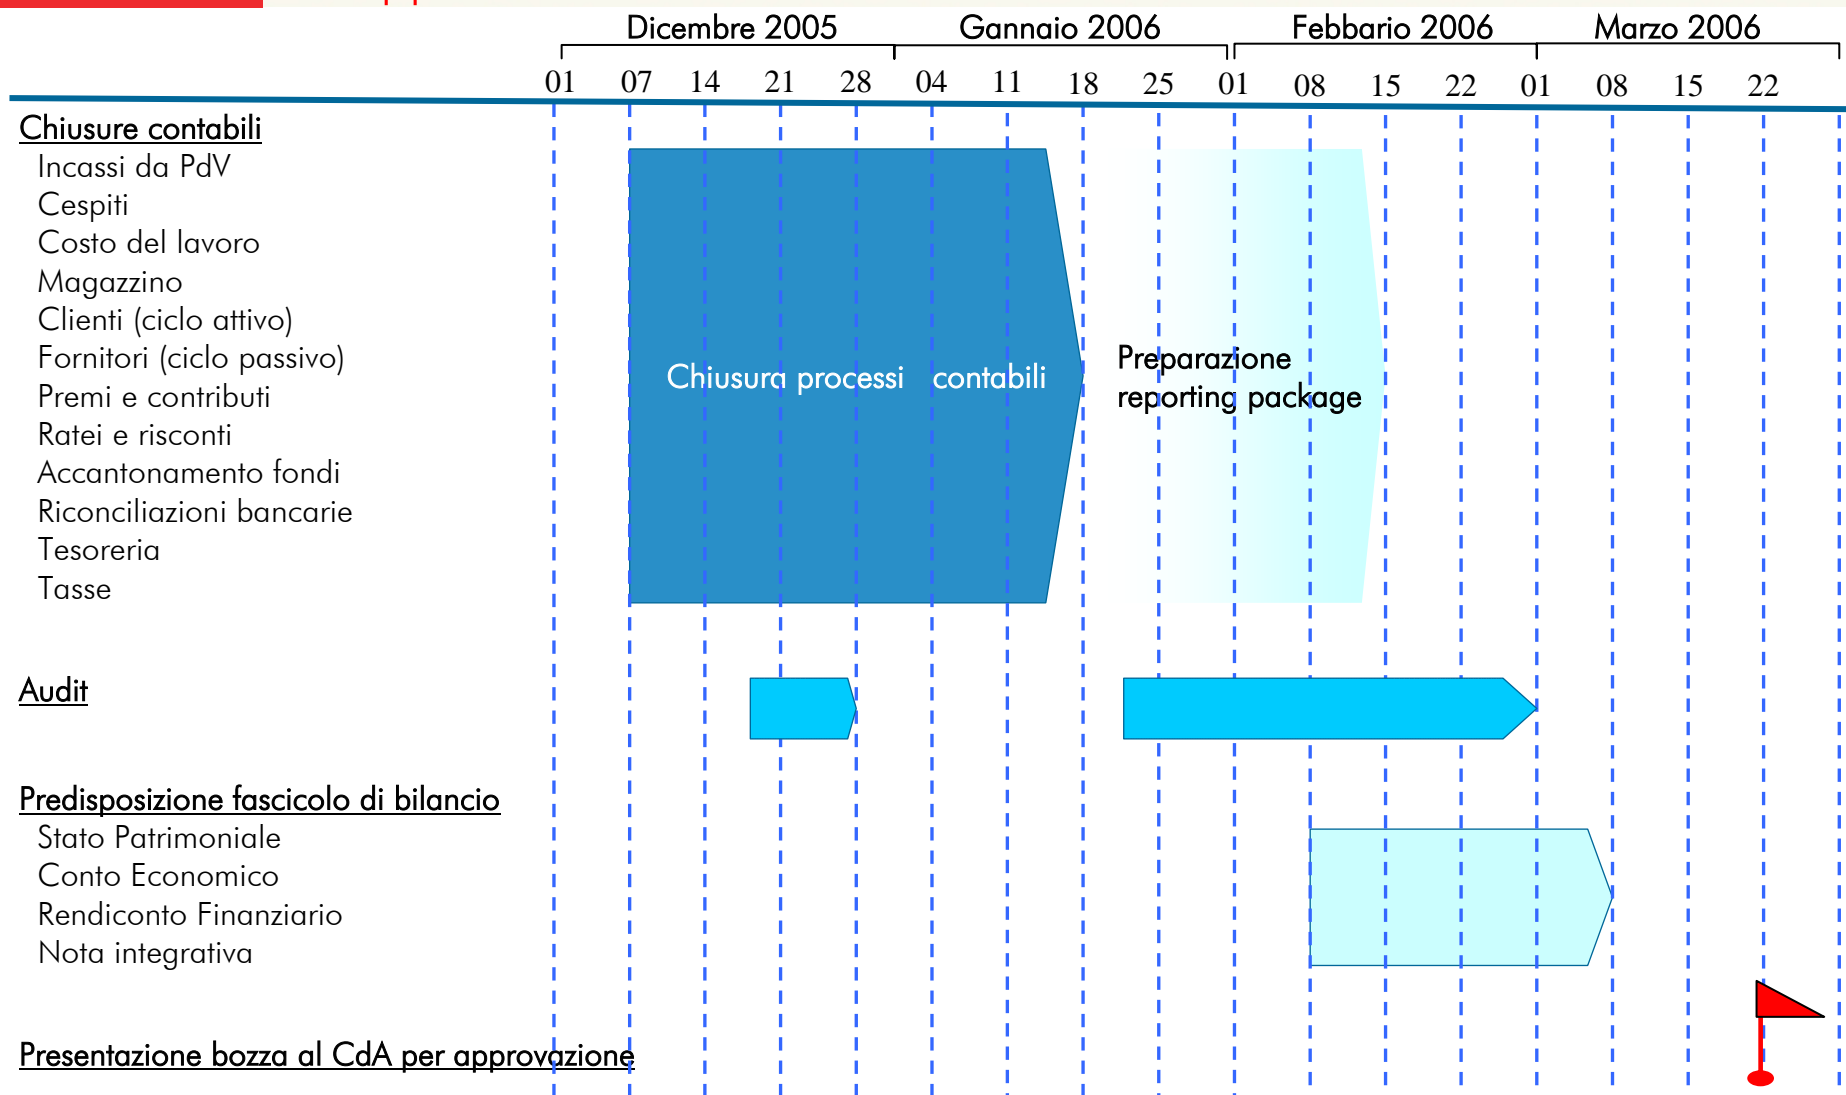 Dicembre 2005 Gennaio 2006 Febbario 2006 Marzo 2006
01 07 14 21 28 04 11 18 25 01 08 15 22 01 08 15 22
Chiusure contabili
Incassi da PdV
Cespiti
Costo del lavoro
Magazzino
Clienti (ciclo attivo)
Fornitori (ciclo passivo)
Premi e contributi
Ratei e risconti
Accantonamento fondi
Riconciliazioni bancarie
Tesoreria
Tasse
Chiusura processi contabili
Preparazione
reporting package
Audit
Predisposizione fascicolo di bilancio
Stato Patrimoniale
Conto Economico
Rendiconto Finanziario
Nota integrativa
Presentazione bozza al CdA per approvazione